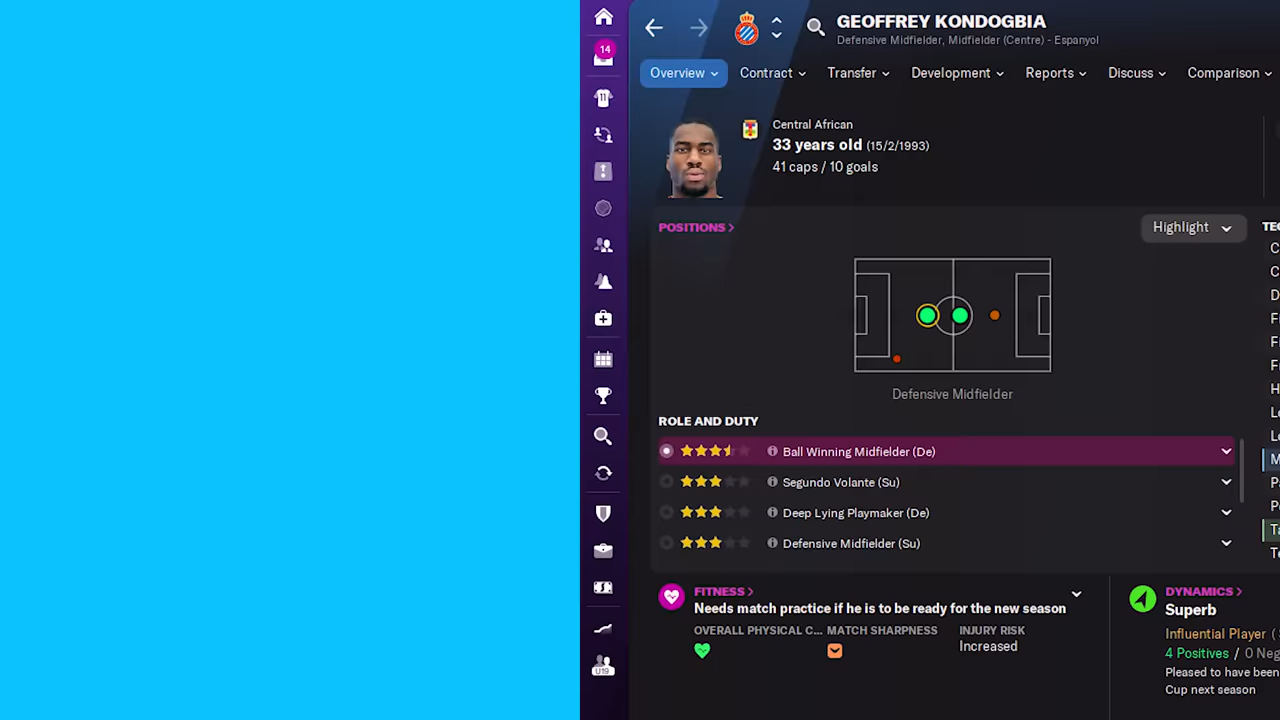 14
GEOFFREY KONDOGBIA
Defensive Midfielder, Midfielder (Centre) - Espanyol
Overview Contract Transfer Development Reports Discuss Comparison
11
Central African
33 years old (15/2/1993)
41 caps / 10 goals
POSITIONS
Highlight
Defensive Midfielder
ROLE AND DUTY
Ball Winning Midfielder (De)
Segundo Volante (Su)
Deep Lying Playmaker (De)
Defensive Midfielder (Su)
FITNESS
Needs match practice if he is to be ready for the new season
OVERALL PHYSICAL C... MATCH SHARPNESS INJURY RISK
Increased
DYNAMICS
Superb
Influential Player
4 Positives / 0 Neg
Pleased to have been
Cup next season
U19